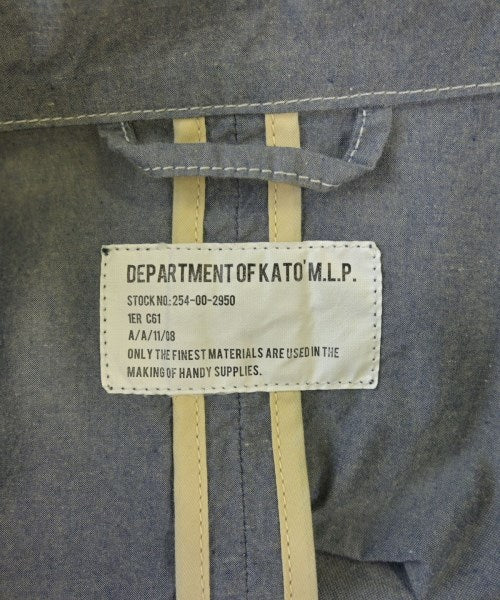 DEPARTMENT OF KATO' M.L.P.
STOCK NO.:254-00-2950
1ER C61
A/A/11/08
ONLY THE FINEST MATERIALS ARE USED IN THE
MAKING OF HANDY SUPPLIES.